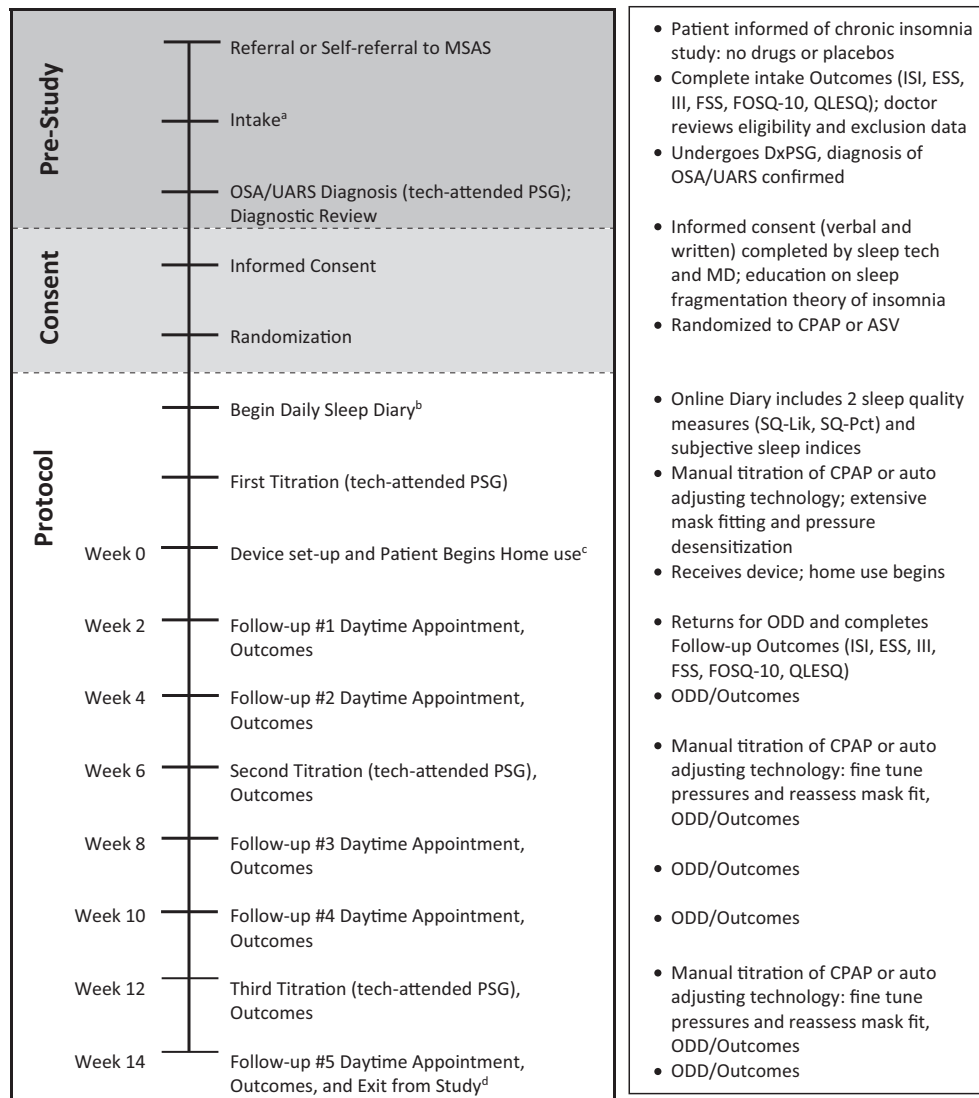 Pre-Study
Referral or Self-referral to MSAS
Intakeᵃ
OSA/UARS Diagnosis (tech-attended PSG);
Diagnostic Review
Consent
Informed Consent
Randomization
Protocol
Begin Daily Sleep Diaryᵇ
First Titration (tech-attended PSG)
Week 0
Device set-up and Patient Begins Home useᶜ
Week 2
Follow-up #1 Daytime Appointment,
Outcomes
Week 4
Follow-up #2 Daytime Appointment,
Outcomes
Week 6
Second Titration (tech-attended PSG),
Outcomes
Week 8
Follow-up #3 Daytime Appointment,
Outcomes
Week 10
Follow-up #4 Daytime Appointment,
Outcomes
Week 12
Third Titration (tech-attended PSG),
Outcomes
Week 14
Follow-up #5 Daytime Appointment,
Outcomes, and Exit from Studyᵈ
• Patient informed of chronic insomnia
study: no drugs or placebos
• Complete intake Outcomes (ISI, ESS,
III, FSS, FOSQ-10, QLESQ); doctor
reviews eligibility and exclusion data
• Undergoes DxPSG, diagnosis of
OSA/UARS confirmed
• Informed consent (verbal and
written) completed by sleep tech
and MD; education on sleep
fragmentation theory of insomnia
• Randomized to CPAP or ASV
• Online Diary includes 2 sleep quality
measures (SQ-Lik, SQ-Pct) and
subjective sleep indices
• Manual titration of CPAP or auto
adjusting technology; extensive
mask fitting and pressure
desensitization
• Receives device; home use begins
• Returns for ODD and completes
Follow-up Outcomes (ISI, ESS, III,
FSS, FOSQ-10, QLESQ)
• ODD/Outcomes
• Manual titration of CPAP or auto
adjusting technology: fine tune
pressures and reassess mask fit,
ODD/Outcomes
• ODD/Outcomes
• ODD/Outcomes
• Manual titration of CPAP or auto
adjusting technology: fine tune
pressures and reassess mask fit,
ODD/Outcomes
• ODD/Outcomes